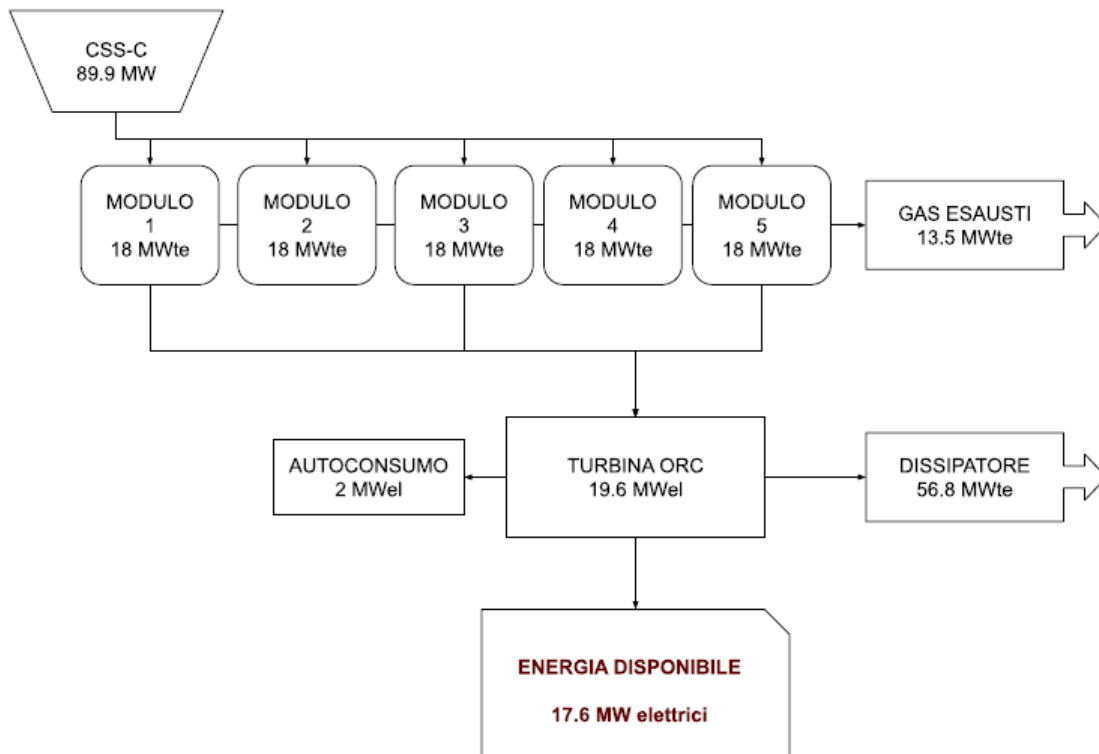 CSS-C
89.9 MW
MODULO
1
18 MWte
MODULO
2
18 MWte
MODULO
3
18 MWte
MODULO
4
18 MWte
MODULO
5
18 MWte
GAS ESAUSTI
13.5 MWte
AUTOCONSUMO
2 MWel
TURBINA ORC
19.6 MWel
DISSIPATORE
56.8 MWte
ENERGIA DISPONIBILE
17.6 MW elettrici